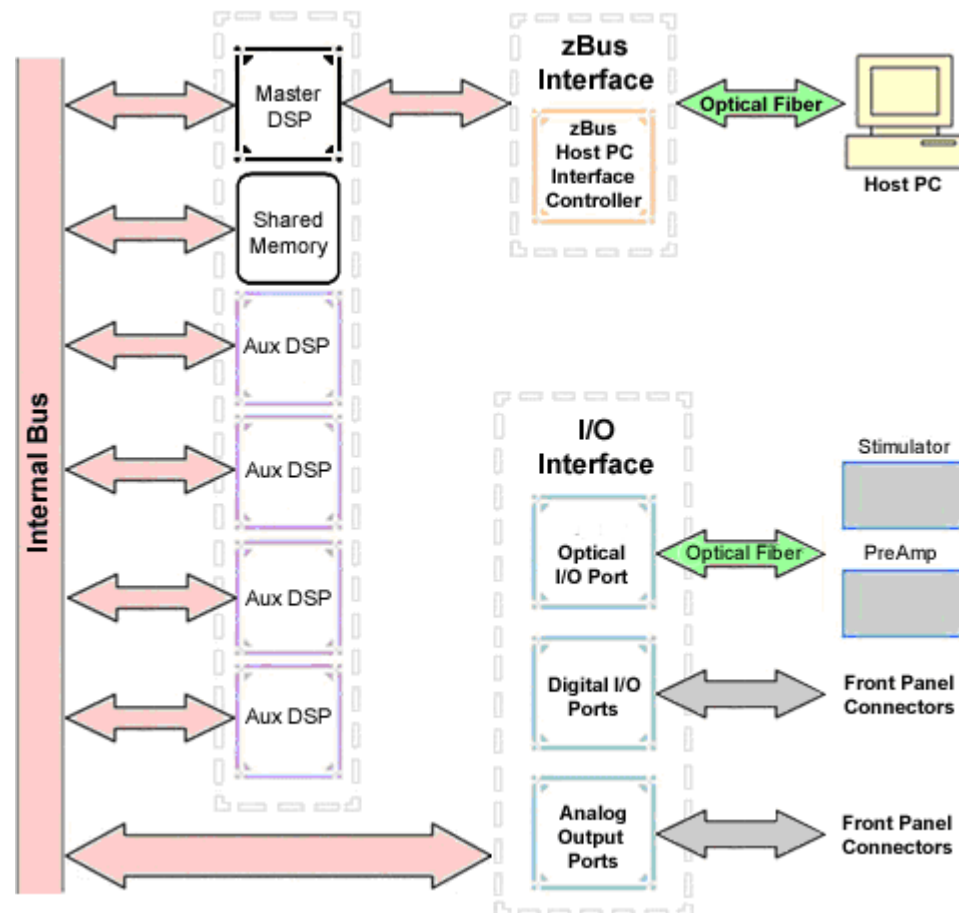 Internal Bus
Master
DSP
Shared
Memory
Aux DSP
Aux DSP
Aux DSP
Aux DSP
zBus
Interface
zBus
Host PC
Interface
Controller
Optical Fiber
Host PC
I/O
Interface
Optical
I/O Port
Optical Fiber
Stimulator
PreAmp
Digital I/O
Ports
Front Panel
Connectors
Analog
Output
Ports
Front Panel
Connectors